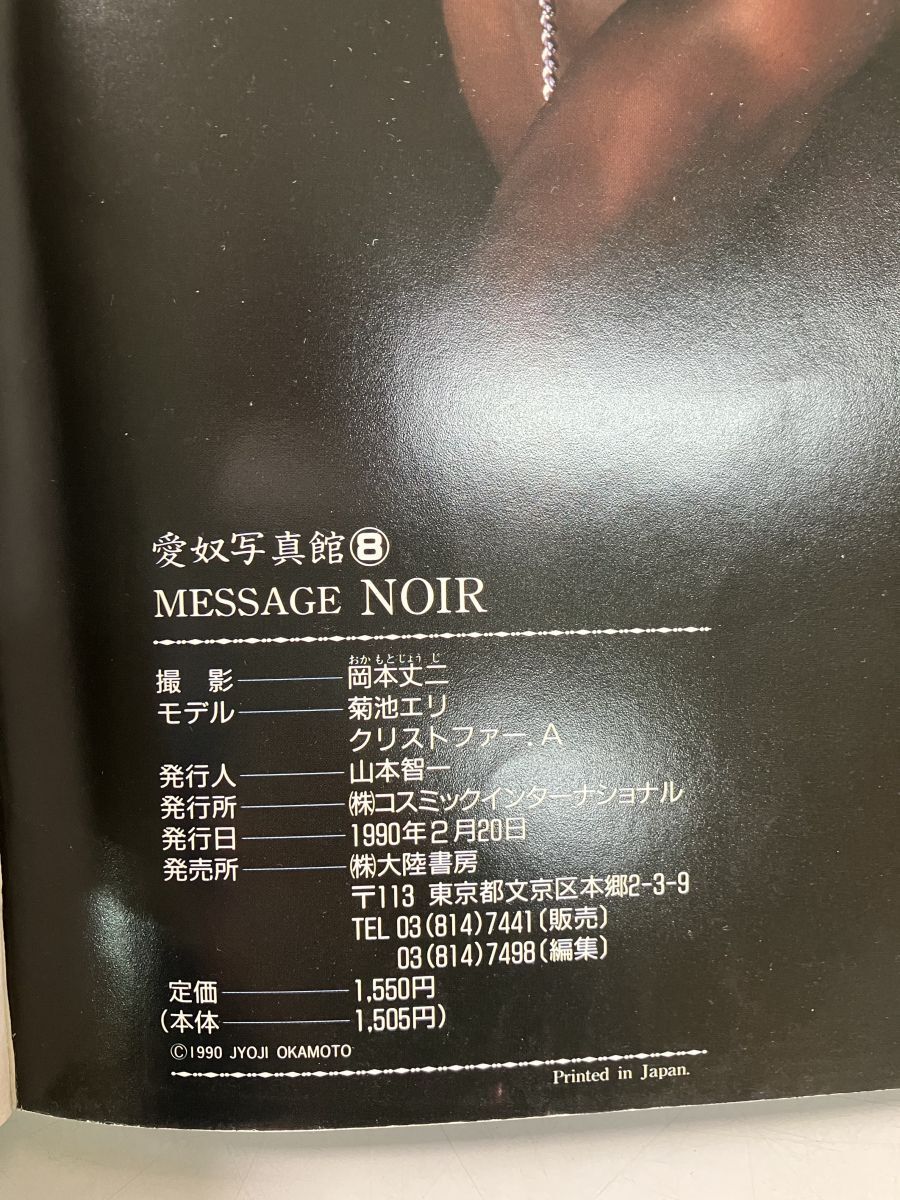 愛奴写真館⑧
MESSAGE NOIR
撮 影 岡本丈二
おかもとじょうじ
モデル 菊池エリ
クリストファー.A
発行人 山本智一
発行所 ㈱コスミックインターナショナル
発行日 1990年2月20日
発売所 ㈱大陸書房
〒113 東京都文京区本郷2-3-9
TEL 03(814)7441(販売)
03(814)7498(編集)
定価 1,550円
(本体 1,505円)
©1990 JYOJI OKAMOTO
Printed in Japan.